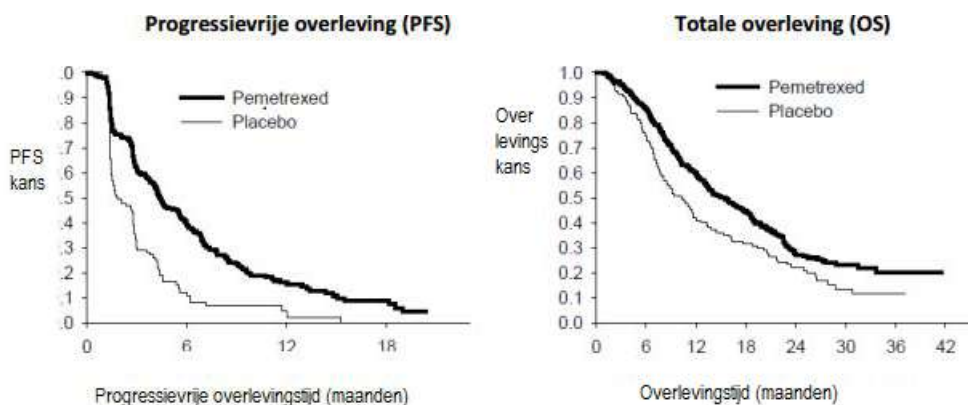 Progressievrije overleving (PFS)
.0
.9
.8
.7
.6
.5
.4
.3
.2
.1
.0
PFS
kans
Pemetrexed
Placebo
0 6 12 18
Progressievrije overlevingstijd (maanden)
Totale overleving (OS)
1.0
0.9
0.8
0.7
0.6
0.5
0.4
0.3
0.2
0.1
0.0
Over
levings
kans
Pemetrexed
Placebo
0 6 12 18 24 30 36 42
Overlevingstijd (maanden)